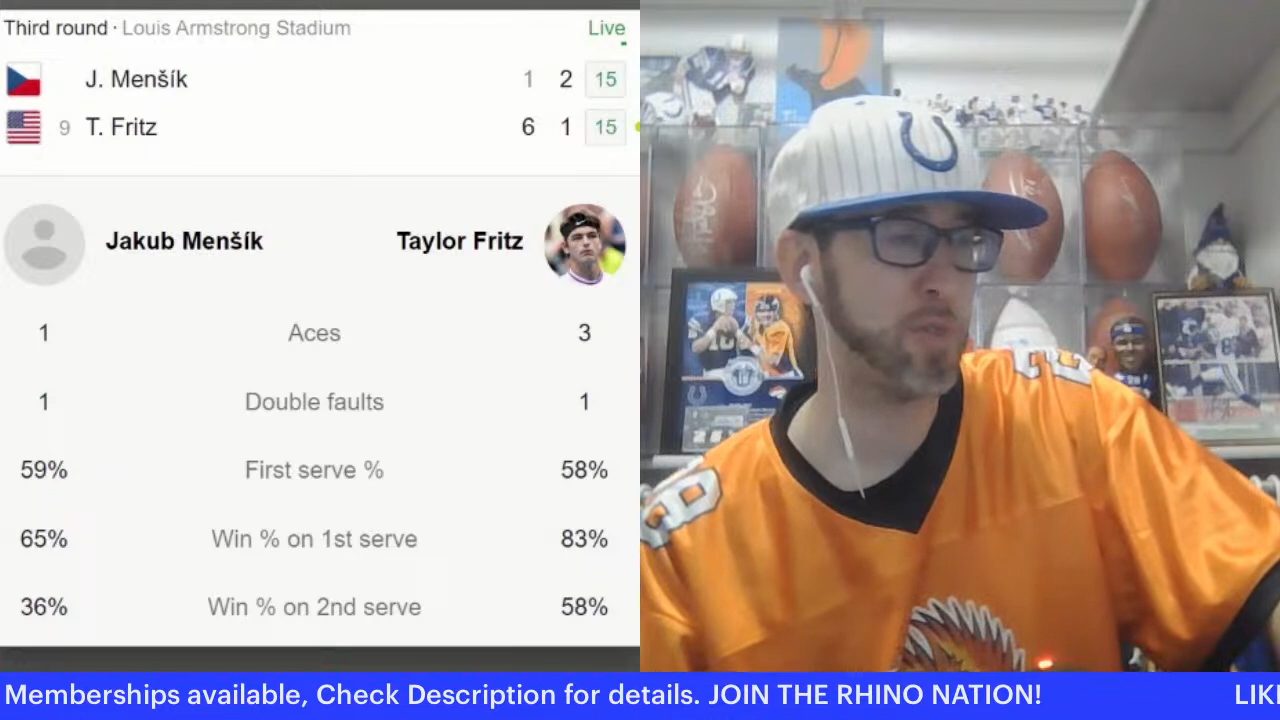 Third round · Louis Armstrong Stadium Live
J. Menšík 1 2 15
9 T. Fritz 6 1 15
Jakub Menšík Taylor Fritz
1 Aces 3
1 Double faults 1
59% First serve % 58%
65% Win % on 1st serve 83%
36% Win % on 2nd serve 58%
Memberships available, Check Description for details. JOIN THE RHINO NATION! LIK